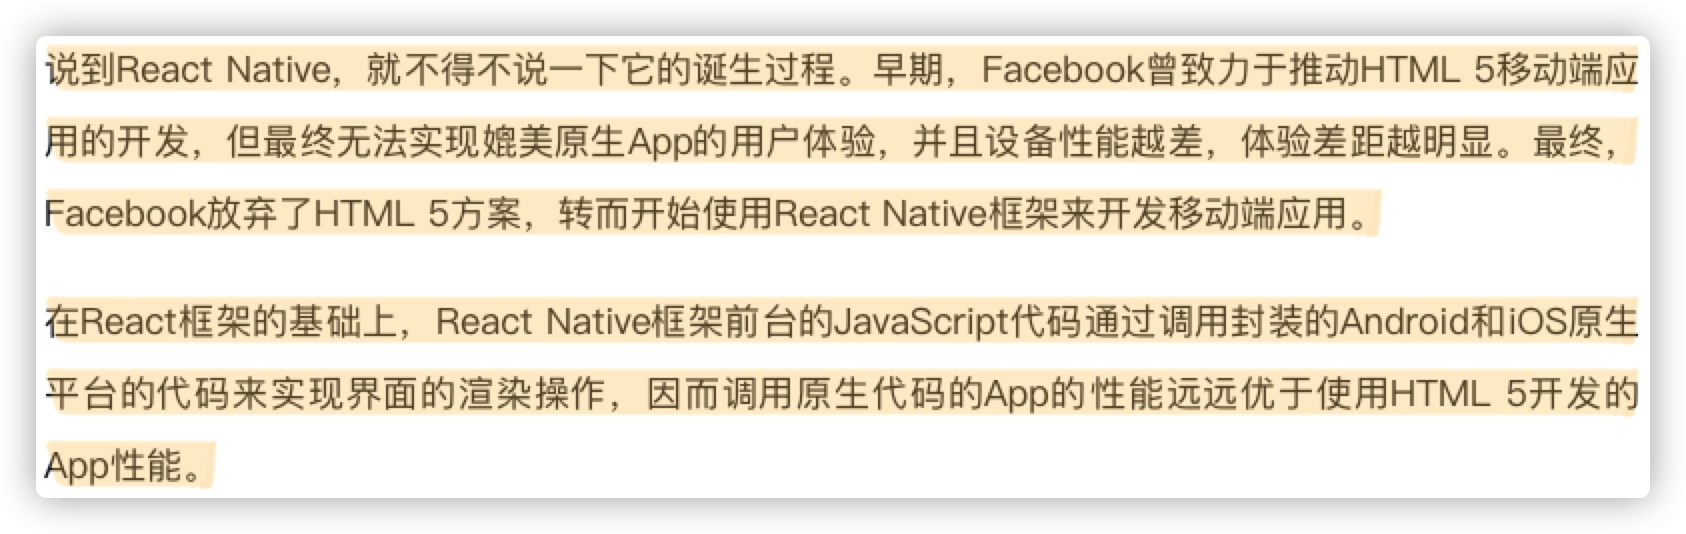 说到React Native，就不得不说一下它的诞生过程。早期，Facebook曾致力于推动HTML 5移动端应
用的开发，但最终无法实现媲美原生App的用户体验，并且设备性能越差，体验差距越明显。最终，
Facebook放弃了HTML 5方案，转而开始使用React Native框架来开发移动端应用。
在React框架的基础上，React Native框架前台的JavaScript代码通过调用封装的Android和iOS原生
平台的代码来实现界面的渲染操作，因而调用原生代码的App的性能远远优于使用HTML 5开发的
App性能。